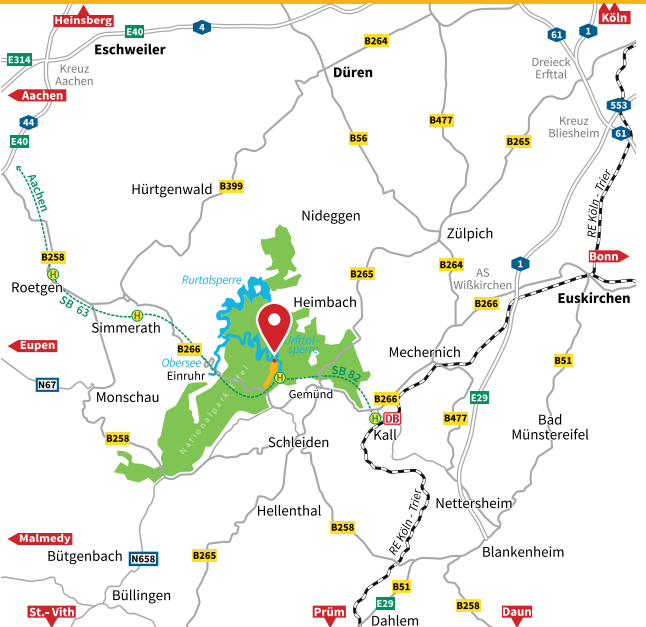 Heinsberg
Köln
E40
4
61
1
Eschweiler
B264
E314
Kreuz
Aachen
Düren
Dreieck
Erfttal
Aachen
553
44
B477
Kreuz
Bliesheim
61
E40
B56
B265
Aachen
Hürtgenwald
B399
RE Köln - Trier
Nideggen
Zülpich
B258
Bonn
H
B265
B264
1
Roetgen
Rurtalsperre
AS
Wißkirchen
SB 63
Heimbach
B266
Euskirchen
H
Simmerath
Urfttal-
sperre
Eupen
B266
Mechernich
Obersee
B51
Einruhr
Nationalpark Eifel
H
SB 82
N67
Gemünd
B266
E29
Monschau
H
DB
B477
Bad
Münstereifel
B258
Kall
Schleiden
RE Köln - Trier
Nettersheim
Hellenthal
B258
Malmedy
Bütgenbach
N658
B265
Blankenheim
B51
Büllingen
E29
B258
St.- Vith
Prüm
Dahlem
Daun